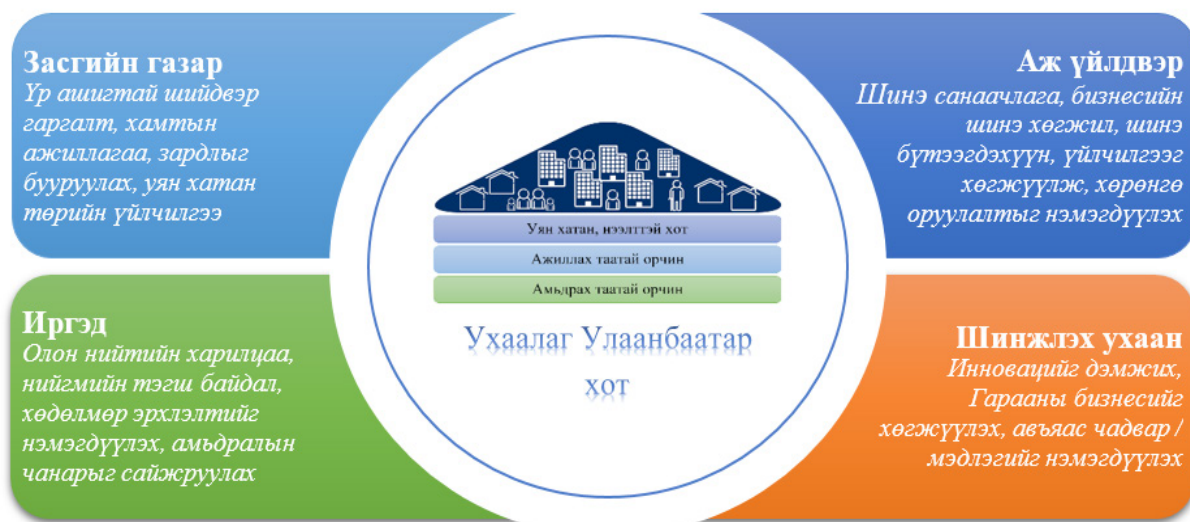 Засгийн газар
Үр ашигтай шийдвэр
гаргалт, хамтын
ажиллагаа, зардлыг
бууруулах, уян хатан
төрийн үйлчилгээ
Аж үйлдвэр
Шинэ санаачлага, бизнесийн
шинэ хөгжил, шинэ
бүтээгдэхүүн, үйлчилгээг
хөгжүүлж, хөрөнгө
оруулалтыг нэмэгдүүлэх
Уян хатан, нээлттэй хот
Ажиллах таатай орчин
Амьдрах таатай орчин
Ухаалаг Улаанбаатар
хот
Иргэд
Олон нийтийн харилцаа,
нийгмийн тэгш байдал,
хөдөлмөр эрхлэлтийг
нэмэгдүүлэх, амьдралын
чанарыг сайжруулах
Шинжлэх ухаан
Инновацийг дэмжих,
Гарааны бизнесийг
хөгжүүлэх, авъяас чадвар /
мэдлэгийг нэмэгдүүлэх